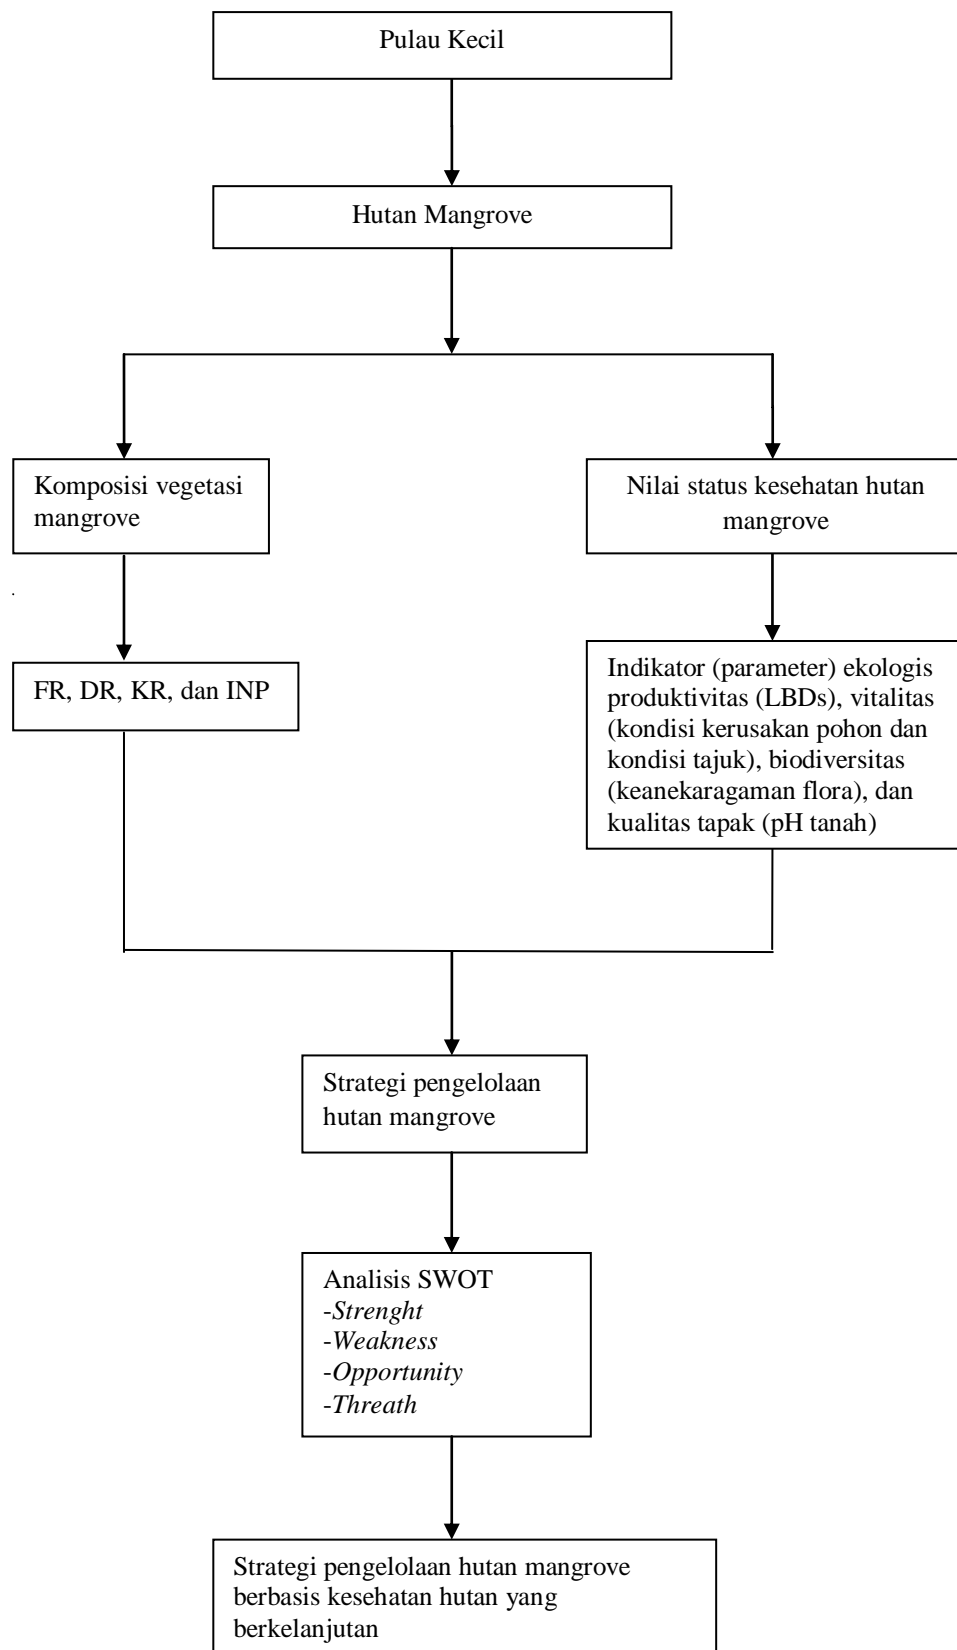 Pulau Kecil
Hutan Mangrove
Komposisi vegetasi
mangrove
Nilai status kesehatan hutan
mangrove
FR, DR, KR, dan INP
Indikator (parameter) ekologis
produktivitas (LBDs), vitalitas
(kondisi kerusakan pohon dan
kondisi tajuk), biodiversitas
(keanekaragaman flora), dan
kualitas tapak (pH tanah)
Strategi pengelolaan
hutan mangrove
Analisis SWOT
-Strenght
-Weakness
-Opportunity
-Threath
Strategi pengelolaan hutan mangrove
berbasis kesehatan hutan yang
berkelanjutan